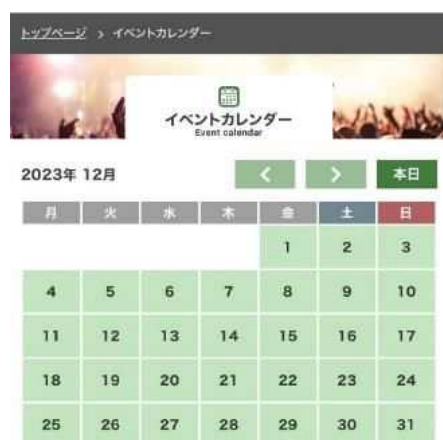 トップページ > イベントカレンダー
イベントカレンダー
Event calendar
2023年 12月 < > 本日
月 火 水 木 金 土 日
1 2 3
4 5 6 7 8 9 10
11 12 13 14 15 16 17
18 19 20 21 22 23 24
25 26 27 28 29 30 31